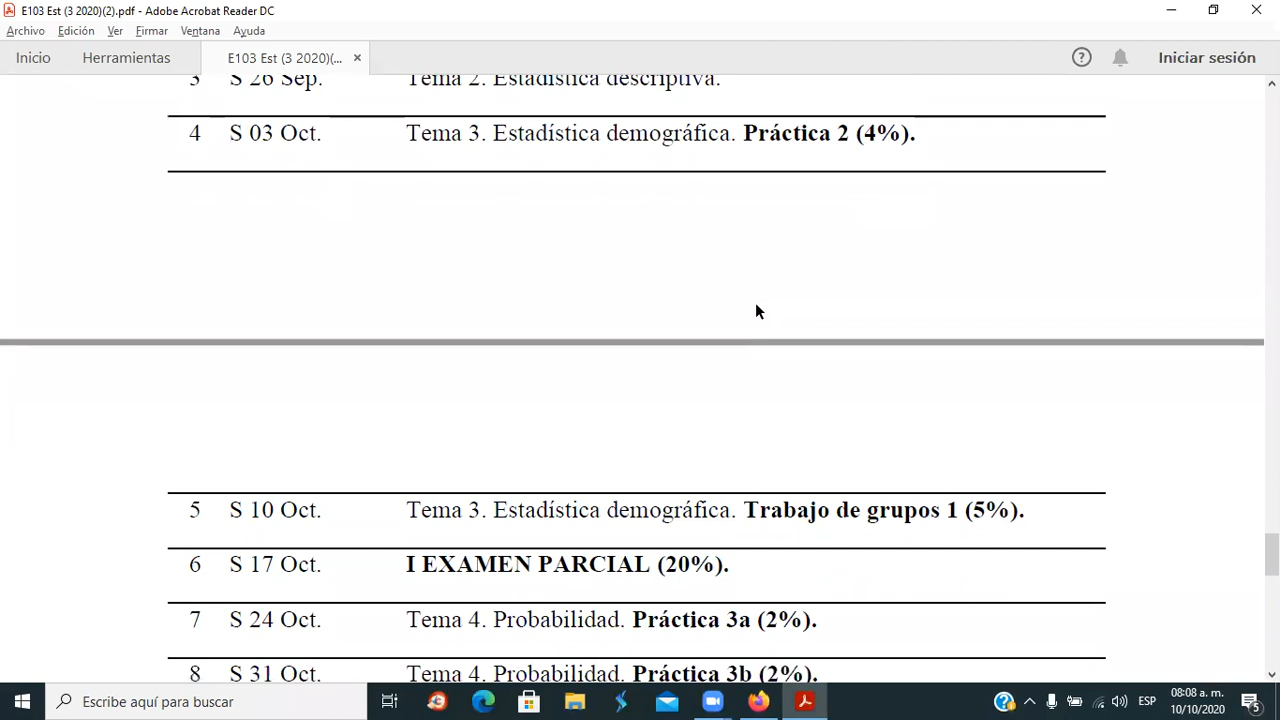 E103 Est (3 2020)(2).pdf - Adobe Acrobat Reader DC
Archivo Edición Ver Firmar Ventana Ayuda
Inicio Herramientas E103 Est (3 2020)(... × Iniciar sesión
3 S 26 Sep. Tema 2. Estadística descriptiva.
4 S 03 Oct. Tema 3. Estadística demográfica. Práctica 2 (4%).
5 S 10 Oct. Tema 3. Estadística demográfica. Trabajo de grupos 1 (5%).
6 S 17 Oct. I EXAMEN PARCIAL (20%).
7 S 24 Oct. Tema 4. Probabilidad. Práctica 3a (2%).
8 S 31 Oct. Tema 4. Probabilidad. Práctica 3b (2%).
Escribe aquí para buscar
ESP
08:08 a. m.
10/10/2020
5